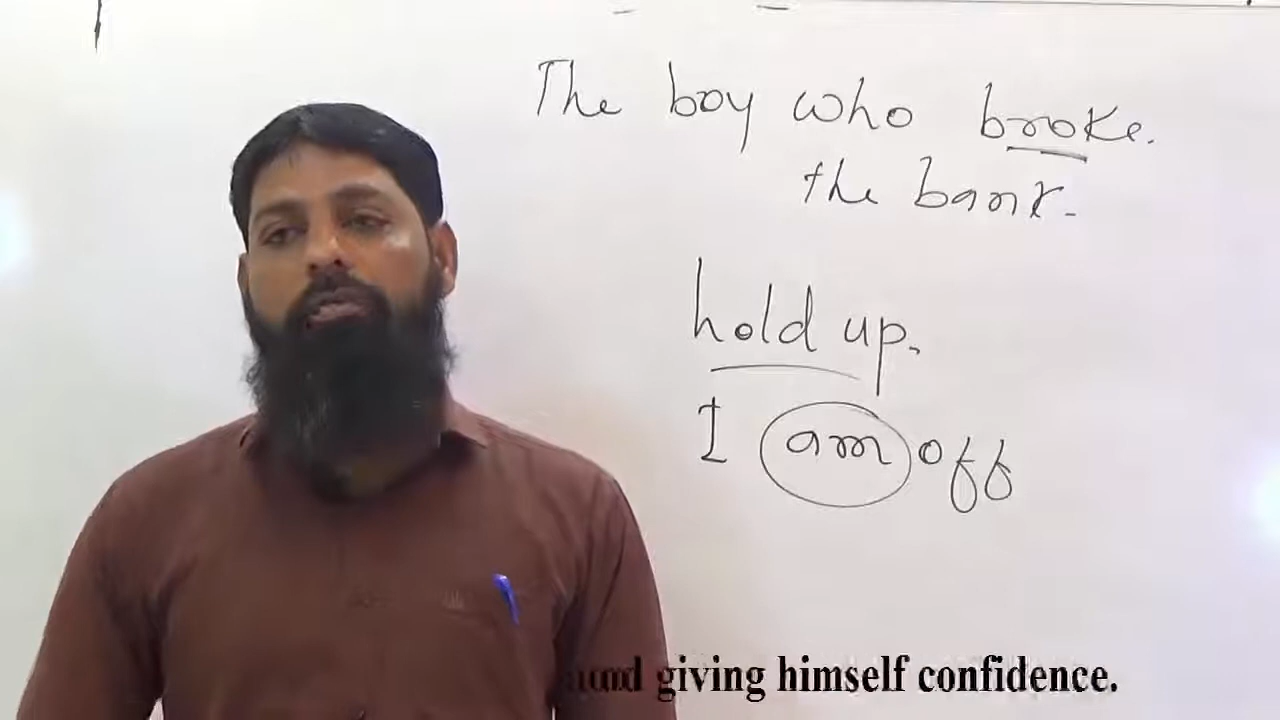 The boy who broke.
the bank.
hold up.
I am off
giving himself confidence.